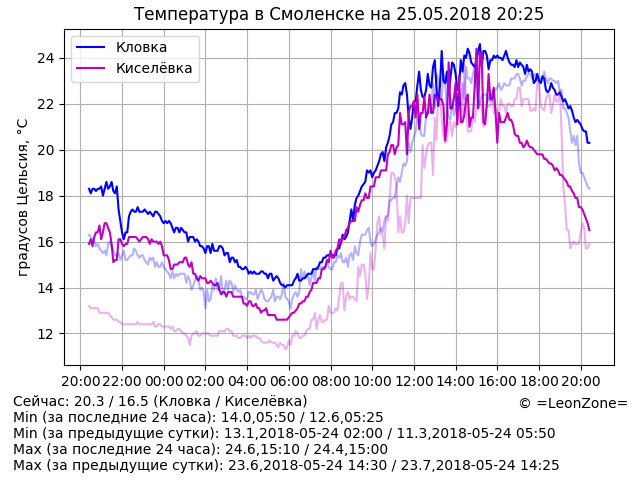 Температура в Смоленске на 25.05.2018 20:25
Кловка
Киселёвка
градусов Цельсия, °C
24
22
20
18
16
14
12
20:00 22:00 00:00 02:00 04:00 06:00 08:00 10:00 12:00 14:00 16:00 18:00 20:00
Сейчас: 20.3 / 16.5 (Кловка / Киселёвка)
© =LeonZone=
Min (за последние 24 часа): 14.0,05:50 / 12.6,05:25
Min (за предыдущие сутки): 13.1,2018-05-24 02:00 / 11.3,2018-05-24 05:50
Max (за последние 24 часа): 24.6,15:10 / 24.4,15:00
Max (за предыдущие сутки): 23.6,2018-05-24 14:30 / 23.7,2018-05-24 14:25